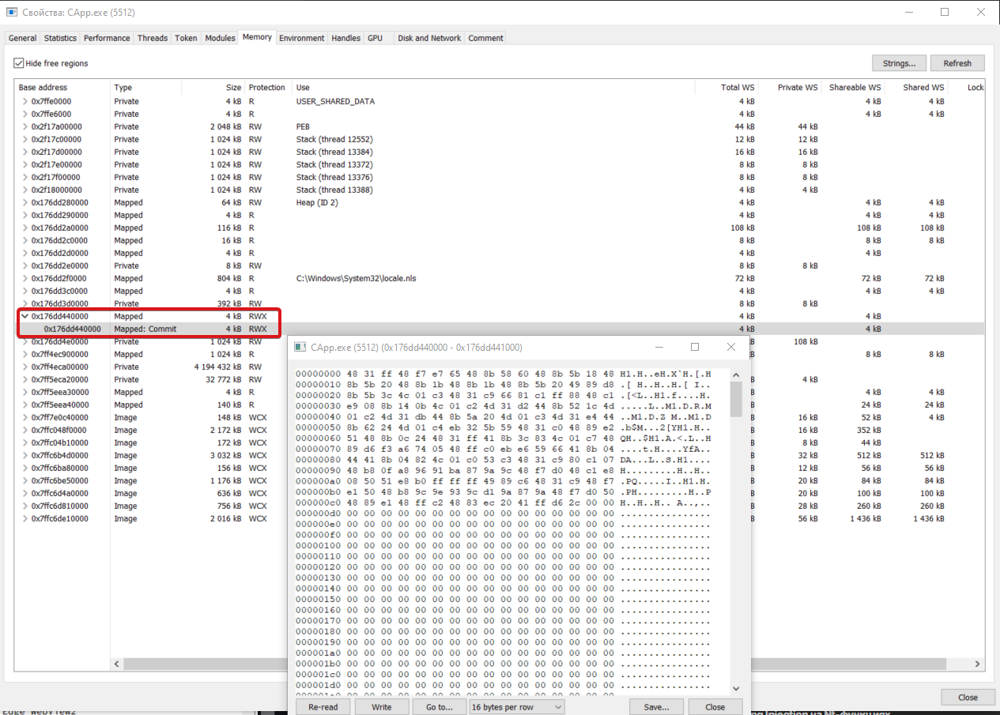 Свойства: CApp.exe (5512)
General Statistics Performance Threads Token Modules Memory Environment Handles GPU Disk and Network Comment
Hide free regions Strings... Refresh
Base address Type Size Protection Use Total WS Private WS Shareable WS Shared WS Lock
0x7ffe0000 Private 4 kB R USER_SHARED_DATA 4 kB 4 kB 4 kB
0x7ffe6000 Private 4 kB R 4 kB 4 kB 4 kB
0x2f17a00000 Private 2 048 kB RW PEB 44 kB 44 kB
0x2f17c00000 Private 1 024 kB RW Stack (thread 12552) 12 kB 12 kB
0x2f17d00000 Private 1 024 kB RW Stack (thread 13384) 16 kB 16 kB
0x2f17e00000 Private 1 024 kB RW Stack (thread 13372) 8 kB 8 kB
0x2f17f00000 Private 1 024 kB RW Stack (thread 13376) 8 kB 8 kB
0x2f18000000 Private 1 024 kB RW Stack (thread 13388) 4 kB 4 kB
0x176dd280000 Mapped 64 kB RW Heap (ID 2) 4 kB 4 kB 4 kB
0x176dd290000 Mapped 4 kB R 4 kB 4 kB 4 kB
0x176dd2a0000 Mapped 116 kB R 108 kB 108 kB 108 kB
0x176dd2c0000 Mapped 16 kB R 8 kB 8 kB 8 kB
0x176dd2d0000 Mapped 4 kB R 4 kB 4 kB
0x176dd2e0000 Private 8 kB RW 8 kB 8 kB
0x176dd2f0000 Mapped 804 kB R C:\Windows\System32\locale.nls 72 kB 72 kB 72 kB
0x176dd3c0000 Mapped 4 kB R 4 kB 4 kB 4 kB
0x176dd3d0000 Private 392 kB RW 8 kB 8 kB
0x176dd440000 Mapped 4 kB RWX 4 kB 4 kB
0x176dd440000 Mapped: Commit 4 kB RWX 4 kB 4 kB
0x176dd4e0000 Private 1 024 kB RW 108 kB
0x7ff4ec900000 Mapped 1 024 kB R 8 kB 8 kB
0x7ff4eca00000 Private 4 194 432 kB RW
0x7ff5eca20000 Private 32 772 kB RW 4 kB
0x7ff5eea30000 Mapped 4 kB R 4 kB 4 kB
0x7ff5eea40000 Mapped 140 kB R 24 kB 24 kB
0x7ff7e0c40000 Image 148 kB WCX 16 kB 52 kB 4 kB
0x7ffc048f0000 Image 2 172 kB WCX 16 kB 352 kB
0x7ffc04b10000 Image 172 kB WCX 8 kB 44 kB
0x7ffc6b4d0000 Image 3 032 kB WCX 32 kB 512 kB 512 kB
0x7ffc6ba80000 Image 156 kB WCX 12 kB 56 kB 56 kB
0x7ffc6be50000 Image 1 176 kB WCX 20 kB 84 kB 84 kB
0x7ffc6d4a0000 Image 636 kB WCX 20 kB 100 kB 100 kB
0x7ffc6d810000 Image 756 kB WCX 28 kB 260 kB 260 kB
0x7ffc6de10000 Image 2 016 kB WCX 56 kB 1 436 kB 1 436 kB
CApp.exe (5512) (0x176dd440000 - 0x176dd441000)
00000000 48 31 ff 48 f7 e7 65 48 8b 58 60 48 8b 5b 18 48 H1.H..eH.X`H.[.H
00000010 8b 5b 20 48 8b 1b 48 8b 1b 48 8b 5b 20 49 89 d8 .[ H..H..H.[ I..
00000020 8b 5b 3c 4c 01 c3 48 31 c9 66 81 c1 ff 88 48 c1 .[<L..H1.f....H.
00000030 e9 08 8b 14 0b 4c 01 c2 4d 31 d2 44 8b 52 1c 4d .....L..M1.D.R.M
00000040 01 c2 4d 31 db 44 8b 5a 20 4d 01 c3 4d 31 e4 44 ..M1.D.Z M..M1.D
00000050 8b 62 24 4d 01 c4 eb 32 5b 59 48 31 c0 48 89 e2 .b$M...2[YH1.H..
00000060 51 48 8b 0c 24 48 31 ff 41 8b 3c 83 4c 01 c7 48 QH..$H1.A.<.L..H
00000070 89 d6 f3 a6 74 05 48 ff c0 eb e6 59 66 41 8b 04 ....t.H....YfA..
00000080 44 41 8b 04 82 4c 01 c0 53 c3 48 31 c9 80 c1 07 DA...L..S.H1....
00000090 48 b8 0f a8 96 91 ba 87 9a 9c 48 f7 d0 48 c1 e8 H.........H..H..
000000a0 08 50 51 e8 b0 ff ff ff 49 89 c6 48 31 c9 48 f7 .PQ.....I..H1.H.
000000b0 e1 50 48 b8 9c 9e 93 9c d1 9a 87 9a 48 f7 d0 50 .PH.........H..P
000000c0 48 89 e1 48 ff c2 48 83 ec 20 41 ff d6 2c 00 00 H..H..H.. A..,..
000000d0 00 00 00 00 00 00 00 00 00 00 00 00 00 00 00 00 ................
000000e0 00 00 00 00 00 00 00 00 00 00 00 00 00 00 00 00 ................
000000f0 00 00 00 00 00 00 00 00 00 00 00 00 00 00 00 00 ................
00000100 00 00 00 00 00 00 00 00 00 00 00 00 00 00 00 00 ................
00000110 00 00 00 00 00 00 00 00 00 00 00 00 00 00 00 00 ................
00000120 00 00 00 00 00 00 00 00 00 00 00 00 00 00 00 00 ................
00000130 00 00 00 00 00 00 00 00 00 00 00 00 00 00 00 00 ................
00000140 00 00 00 00 00 00 00 00 00 00 00 00 00 00 00 00 ................
00000150 00 00 00 00 00 00 00 00 00 00 00 00 00 00 00 00 ................
00000160 00 00 00 00 00 00 00 00 00 00 00 00 00 00 00 00 ................
00000170 00 00 00 00 00 00 00 00 00 00 00 00 00 00 00 00 ................
00000180 00 00 00 00 00 00 00 00 00 00 00 00 00 00 00 00 ................
00000190 00 00 00 00 00 00 00 00 00 00 00 00 00 00 00 00 ................
000001a0 00 00 00 00 00 00 00 00 00 00 00 00 00 00 00 00 ................
000001b0 00 00 00 00 00 00 00 00 00 00 00 00 00 00 00 00 ................
000001c0 00 00 00 00 00 00 00 00 00 00 00 00 00 00 00 00 ................
000001d0 00 00 00 00 00 00 00 00 00 00 00 00 00 00 00 00 ................
Re-read Write Go to... 16 bytes per row Save... Close
Close
Edge WebView2
Injection на Nt-функциях